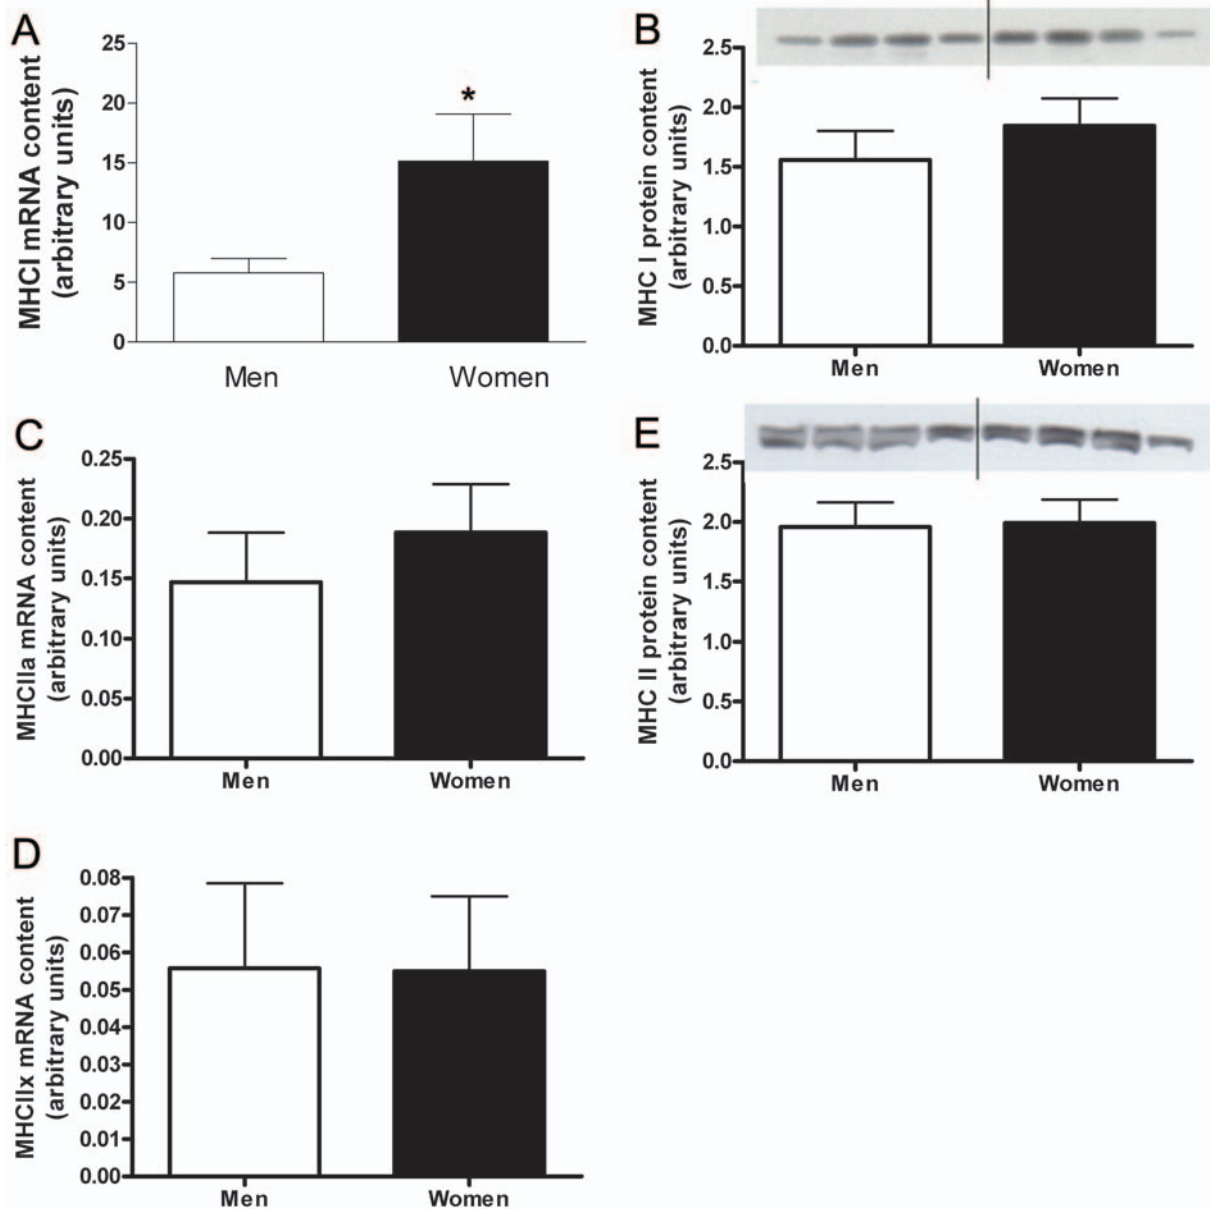 A
MHCI mRNA content
(arbitrary units)
25
20
15
10
5
0
*
Men
Women
B
MHC I protein content
(arbitrary units)
2.5
2.0
1.5
1.0
0.5
0.0
Men
Women
C
MHCIIa mRNA content
(arbitrary units)
0.25
0.20
0.15
0.10
0.05
0.00
Men
Women
E
MHC II protein content
(arbitrary units)
2.5
2.0
1.5
1.0
0.5
0.0
Men
Women
D
MHCIIx mRNA content
(arbitrary units)
0.08
0.07
0.06
0.05
0.04
0.03
0.02
0.01
0.00
Men
Women